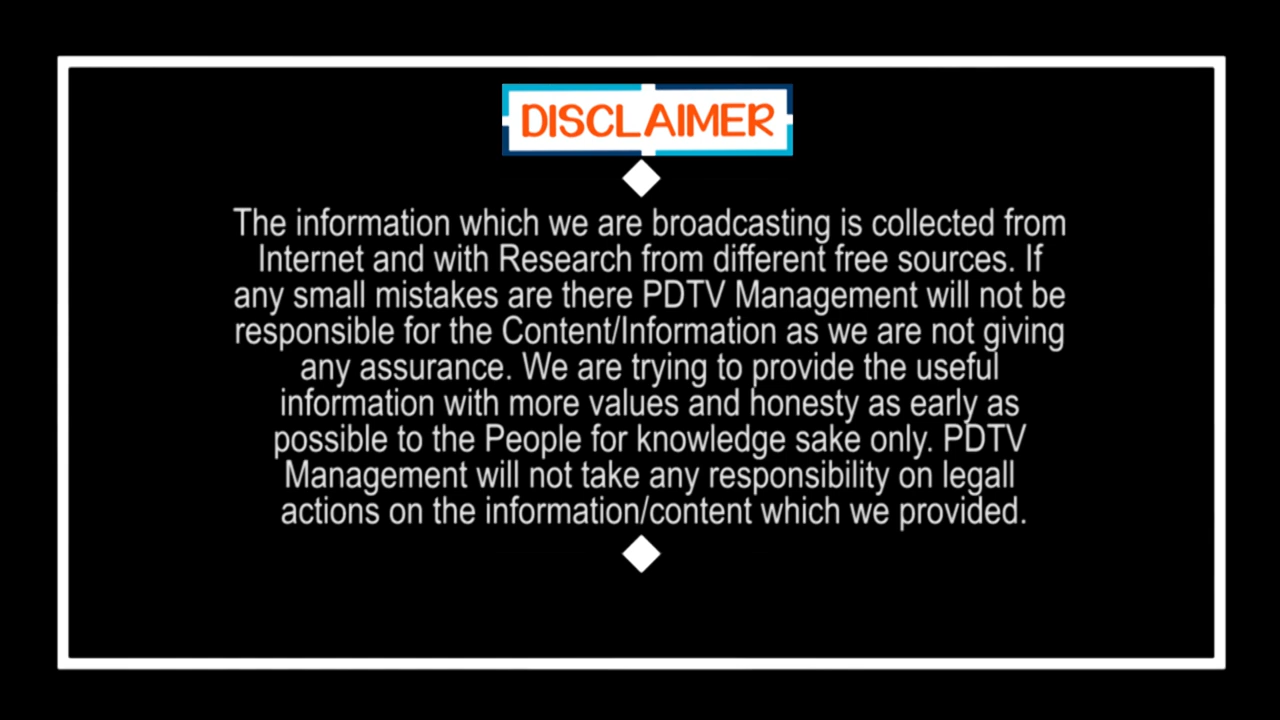 DISCLAIMER
The information which we are broadcasting is collected from
Internet and with Research from different free sources. If
any small mistakes are there PDTV Management will not be
responsible for the Content/Information as we are not giving
any assurance. We are trying to provide the useful
information with more values and honesty as early as
possible to the People for knowledge sake only. PDTV
Management will not take any responsibility on legall
actions on the information/content which we provided.